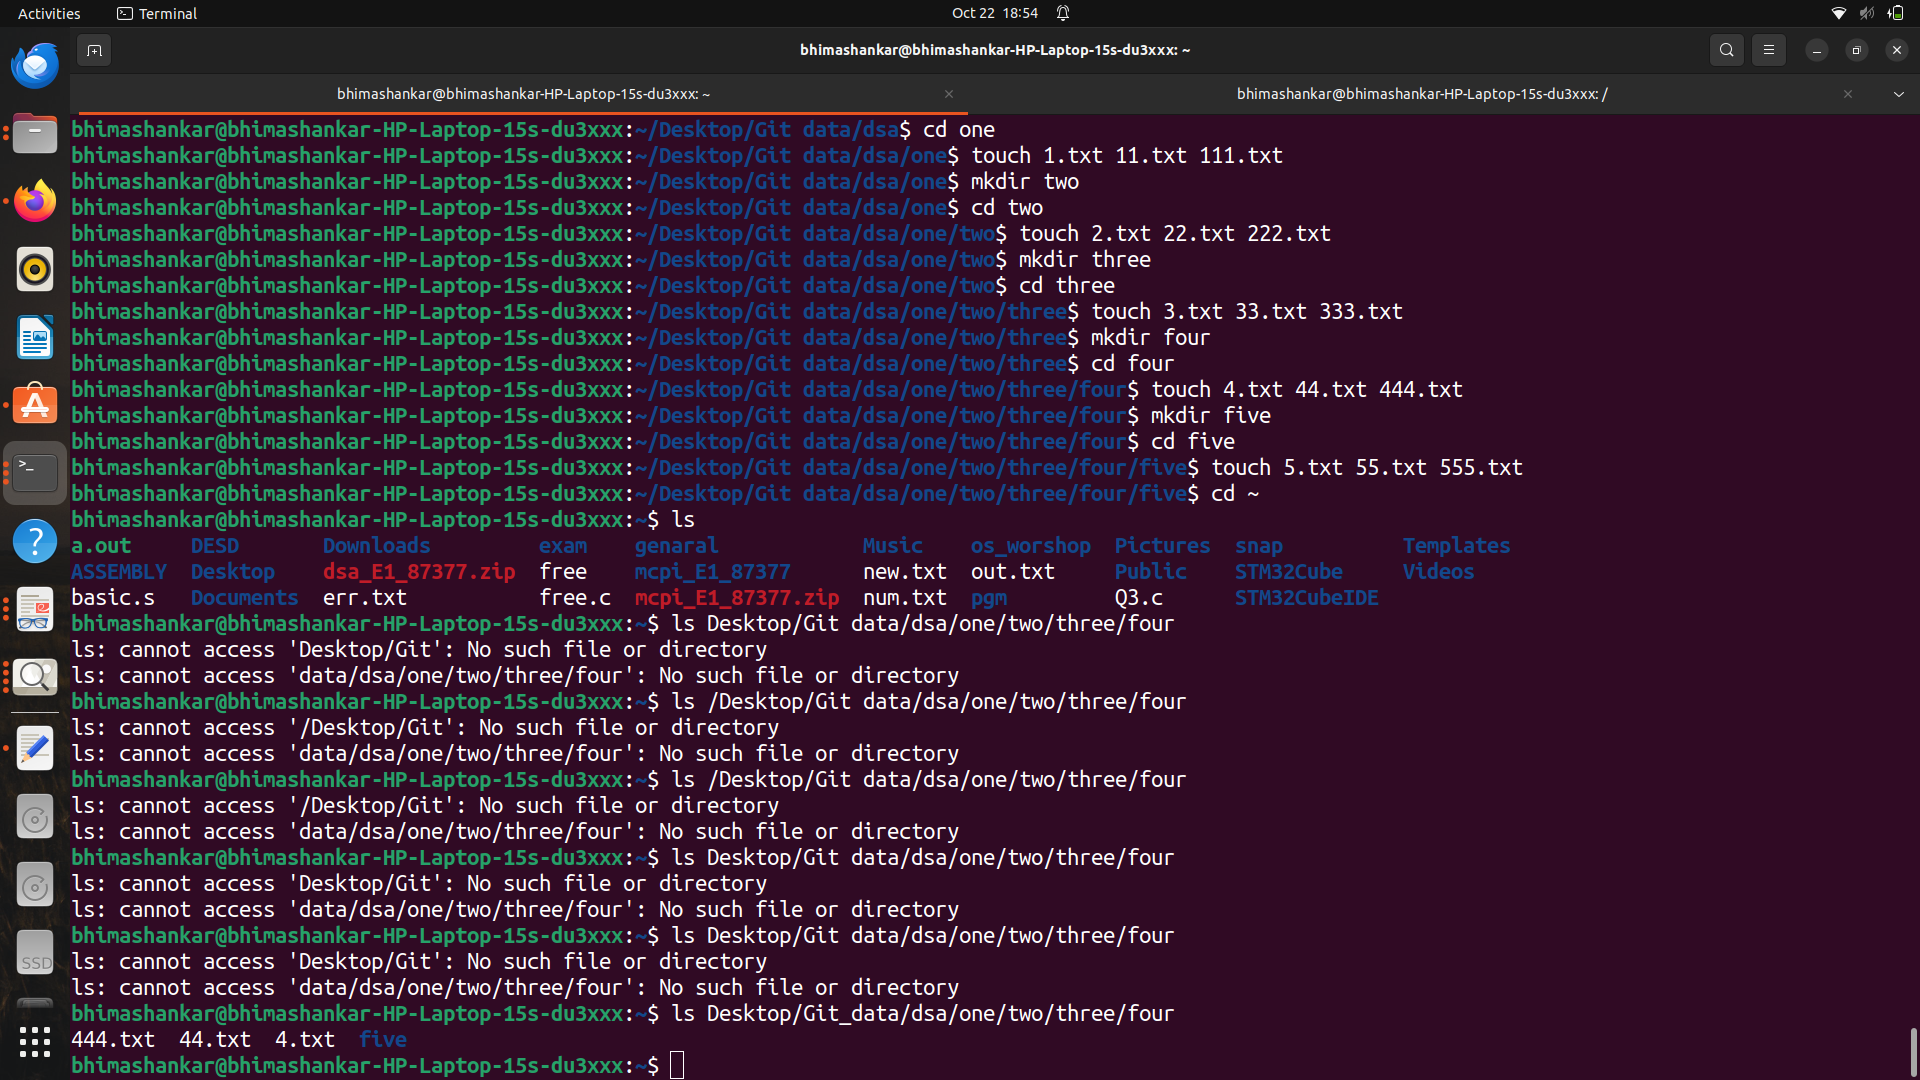 Activities Terminal Oct 22 18:54
bhimashankar@bhimashankar-HP-Laptop-15s-du3xxx: ~
bhimashankar@bhimashankar-HP-Laptop-15s-du3xxx: ~ bhimashankar@bhimashankar-HP-Laptop-15s-du3xxx: /
bhimashankar@bhimashankar-HP-Laptop-15s-du3xxx:~/Desktop/Git data/dsa$ cd one
bhimashankar@bhimashankar-HP-Laptop-15s-du3xxx:~/Desktop/Git data/dsa/one$ touch 1.txt 11.txt 111.txt
bhimashankar@bhimashankar-HP-Laptop-15s-du3xxx:~/Desktop/Git data/dsa/one$ mkdir two
bhimashankar@bhimashankar-HP-Laptop-15s-du3xxx:~/Desktop/Git data/dsa/one$ cd two
bhimashankar@bhimashankar-HP-Laptop-15s-du3xxx:~/Desktop/Git data/dsa/one/two$ touch 2.txt 22.txt 222.txt
bhimashankar@bhimashankar-HP-Laptop-15s-du3xxx:~/Desktop/Git data/dsa/one/two$ mkdir three
bhimashankar@bhimashankar-HP-Laptop-15s-du3xxx:~/Desktop/Git data/dsa/one/two$ cd three
bhimashankar@bhimashankar-HP-Laptop-15s-du3xxx:~/Desktop/Git data/dsa/one/two/three$ touch 3.txt 33.txt 333.txt
bhimashankar@bhimashankar-HP-Laptop-15s-du3xxx:~/Desktop/Git data/dsa/one/two/three$ mkdir four
bhimashankar@bhimashankar-HP-Laptop-15s-du3xxx:~/Desktop/Git data/dsa/one/two/three$ cd four
bhimashankar@bhimashankar-HP-Laptop-15s-du3xxx:~/Desktop/Git data/dsa/one/two/three/four$ touch 4.txt 44.txt 444.txt
bhimashankar@bhimashankar-HP-Laptop-15s-du3xxx:~/Desktop/Git data/dsa/one/two/three/four$ mkdir five
bhimashankar@bhimashankar-HP-Laptop-15s-du3xxx:~/Desktop/Git data/dsa/one/two/three/four$ cd five
bhimashankar@bhimashankar-HP-Laptop-15s-du3xxx:~/Desktop/Git data/dsa/one/two/three/four/five$ touch 5.txt 55.txt 555.txt
bhimashankar@bhimashankar-HP-Laptop-15s-du3xxx:~/Desktop/Git data/dsa/one/two/three/four/five$ cd ~
bhimashankar@bhimashankar-HP-Laptop-15s-du3xxx:~$ ls
a.out DESD Downloads exam genaral Music os_worshop Pictures snap Templates
ASSEMBLY Desktop dsa_E1_87377.zip free mcpi_E1_87377 new.txt out.txt Public STM32Cube Videos
basic.s Documents err.txt free.c mcpi_E1_87377.zip num.txt pgm Q3.c STM32CubeIDE
bhimashankar@bhimashankar-HP-Laptop-15s-du3xxx:~$ ls Desktop/Git data/dsa/one/two/three/four
ls: cannot access 'Desktop/Git': No such file or directory
ls: cannot access 'data/dsa/one/two/three/four': No such file or directory
bhimashankar@bhimashankar-HP-Laptop-15s-du3xxx:~$ ls /Desktop/Git data/dsa/one/two/three/four
ls: cannot access '/Desktop/Git': No such file or directory
ls: cannot access 'data/dsa/one/two/three/four': No such file or directory
bhimashankar@bhimashankar-HP-Laptop-15s-du3xxx:~$ ls /Desktop/Git data/dsa/one/two/three/four
ls: cannot access '/Desktop/Git': No such file or directory
ls: cannot access 'data/dsa/one/two/three/four': No such file or directory
bhimashankar@bhimashankar-HP-Laptop-15s-du3xxx:~$ ls Desktop/Git data/dsa/one/two/three/four
ls: cannot access 'Desktop/Git': No such file or directory
ls: cannot access 'data/dsa/one/two/three/four': No such file or directory
bhimashankar@bhimashankar-HP-Laptop-15s-du3xxx:~$ ls Desktop/Git data/dsa/one/two/three/four
ls: cannot access 'Desktop/Git': No such file or directory
ls: cannot access 'data/dsa/one/two/three/four': No such file or directory
SSD
bhimashankar@bhimashankar-HP-Laptop-15s-du3xxx:~$ ls Desktop/Git_data/dsa/one/two/three/four
444.txt 44.txt 4.txt five
bhimashankar@bhimashankar-HP-Laptop-15s-du3xxx:~$